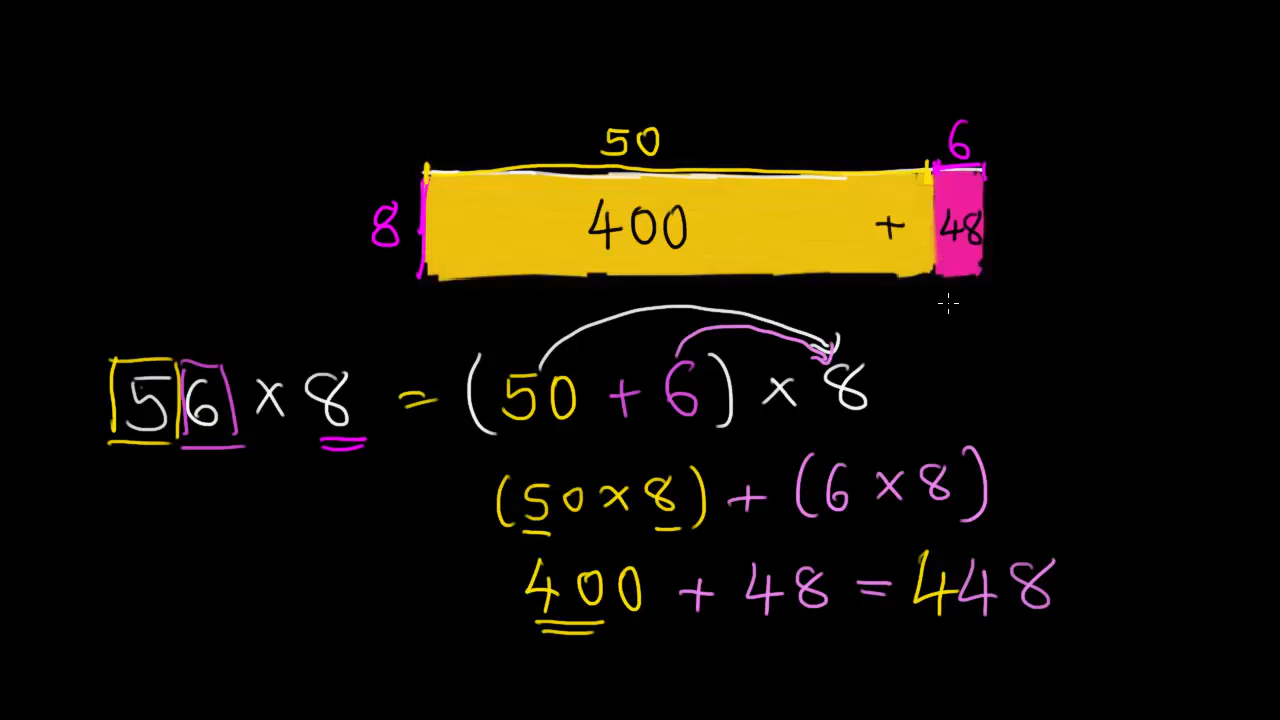 50 6
8 400 + 48
56 × 8 = (50 + 6) × 8
(50 × 8) + (6 × 8)
400 + 48 = 448